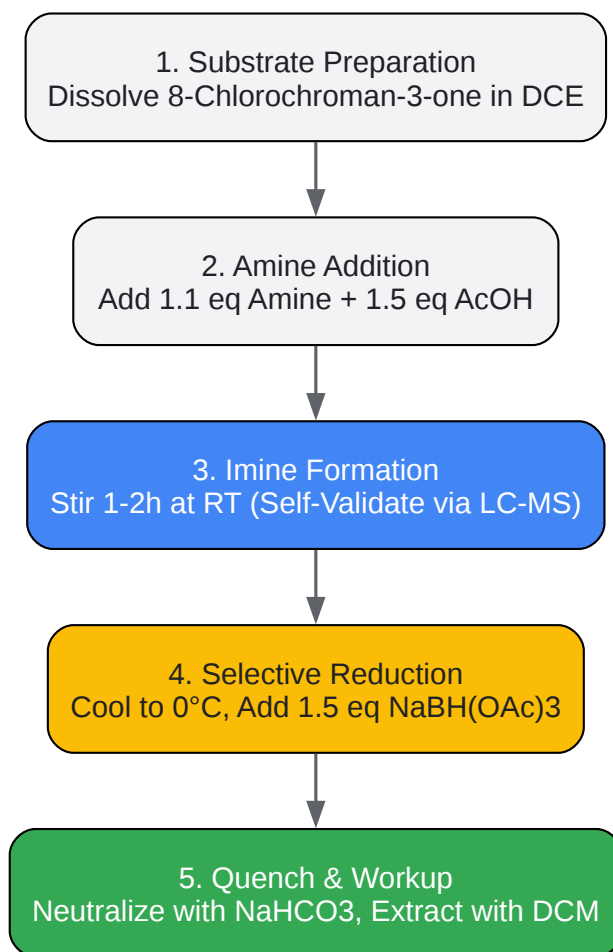 1. Substrate Preparation
Dissolve 8-Chlorochroman-3-one in DCE
2. Amine Addition
Add 1.1 eq Amine + 1.5 eq AcOH
3. Imine Formation
Stir 1-2h at RT (Self-Validate via LC-MS)
4. Selective Reduction
Cool to 0°C, Add 1.5 eq NaBH(OAc)3
5. Quench & Workup
Neutralize with NaHCO3, Extract with DCM